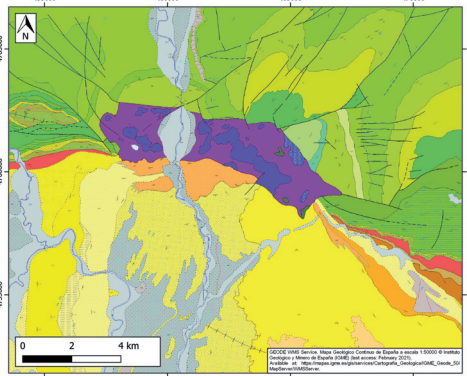 N
0 2 4 km
GEODE WMS Service. Mapa Geológico Continuo de España a escala 1:50000 © Instituto
Geológico y Minero de España (IGME) (last access: February 2021).
Available at: https://mapas.igme.es/gis/services/Cartografia_Geologica/IGME_Geode_50/
MapServer/WMSServer.